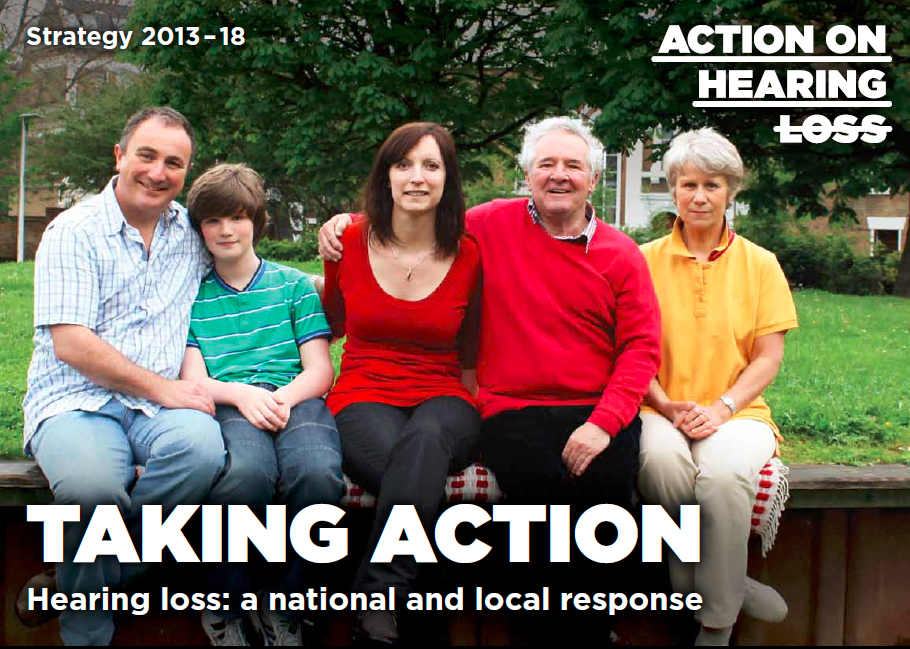 Strategy 2013–18
ACTION ON
HEARING
LOSS
TAKING ACTION
Hearing loss: a national and local response